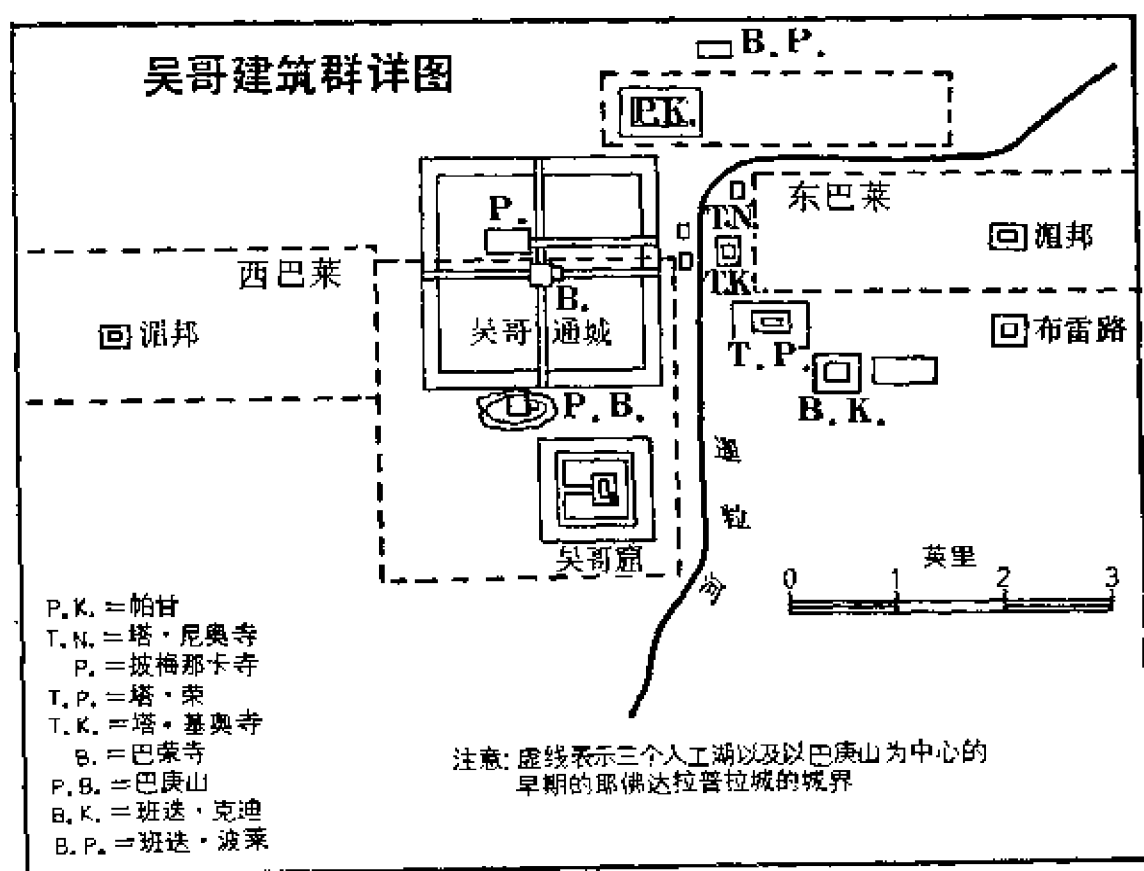 吴哥建筑群详图
B.P.
P.K.
东巴莱
T.N.
湄邦
P.
西巴莱
T.K.
B.
湄邦
吴哥通城
布雷路
T.P.
P.B.
B.K.
暹
粒
河
吴哥窟
英里
0 1 2 3
P.K.=帕甘
T.N.=塔·尼奥寺
P.=披梅那卡寺
T.P.=塔·荣
T.K.=塔·基奥寺
B.=巴荣寺
P.B.=巴庚山
B.K.=班迭·克迪
B.P.=班迭·波莱
注意:虚线表示三个人工湖以及以巴庚山为中心的
早期的耶佛达拉普拉城的城界